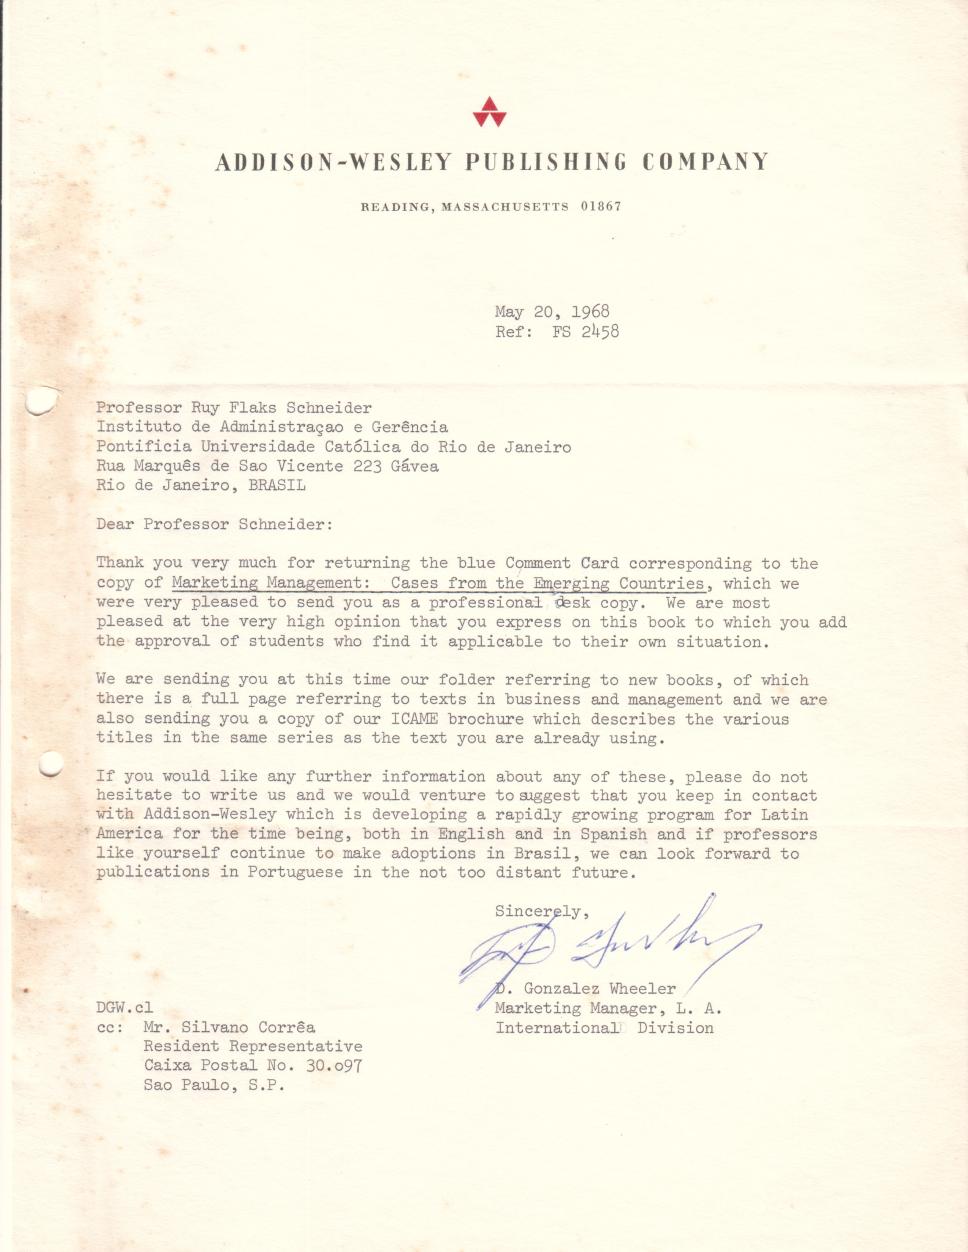 ADDISON-WESLEY PUBLISHING COMPANY
READING, MASSACHUSETTS 01867
May 20, 1968
Ref: FS 2458
Professor Ruy Flaks Schneider
Instituto de Administraçao e Gerência
Pontificia Universidade Católica do Rio de Janeiro
Rua Marquês de Sao Vicente 223 Gávea
Rio de Janeiro, BRASIL
Dear Professor Schneider:
Thank you very much for returning the blue Comment Card corresponding to the
copy of Marketing Management: Cases from the Emerging Countries, which we
were very pleased to send you as a professional desk copy. We are most
pleased at the very high opinion that you express on this book to which you add
the approval of students who find it applicable to their own situation.
We are sending you at this time our folder referring to new books, of which
there is a full page referring to texts in business and management and we are
also sending you a copy of our ICAME brochure which describes the various
titles in the same series as the text you are already using.
If you would like any further information about any of these, please do not
hesitate to write us and we would venture to suggest that you keep in contact
with Addison-Wesley which is developing a rapidly growing program for Latin
America for the time being, both in English and in Spanish and if professors
like yourself continue to make adoptions in Brasil, we can look forward to
publications in Portuguese in the not too distant future.
Sincerely,
D. Gonzalez Wheeler
Marketing Manager, L. A.
International Division
DGW.cl
cc: Mr. Silvano Corrêa
Resident Representative
Caixa Postal No. 30.o97
Sao Paulo, S.P.